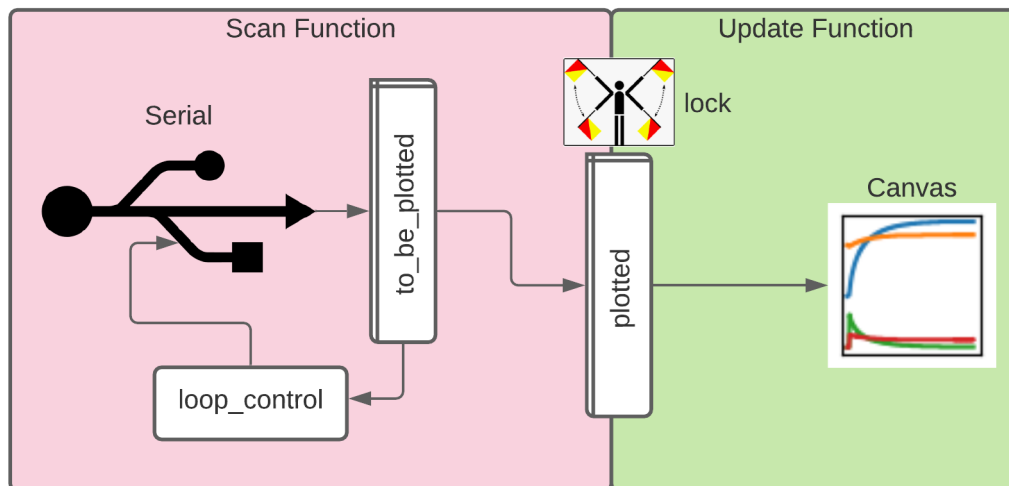 Scan Function
Update Function
Serial
lock
to_be_plotted
Canvas
plotted
loop_control